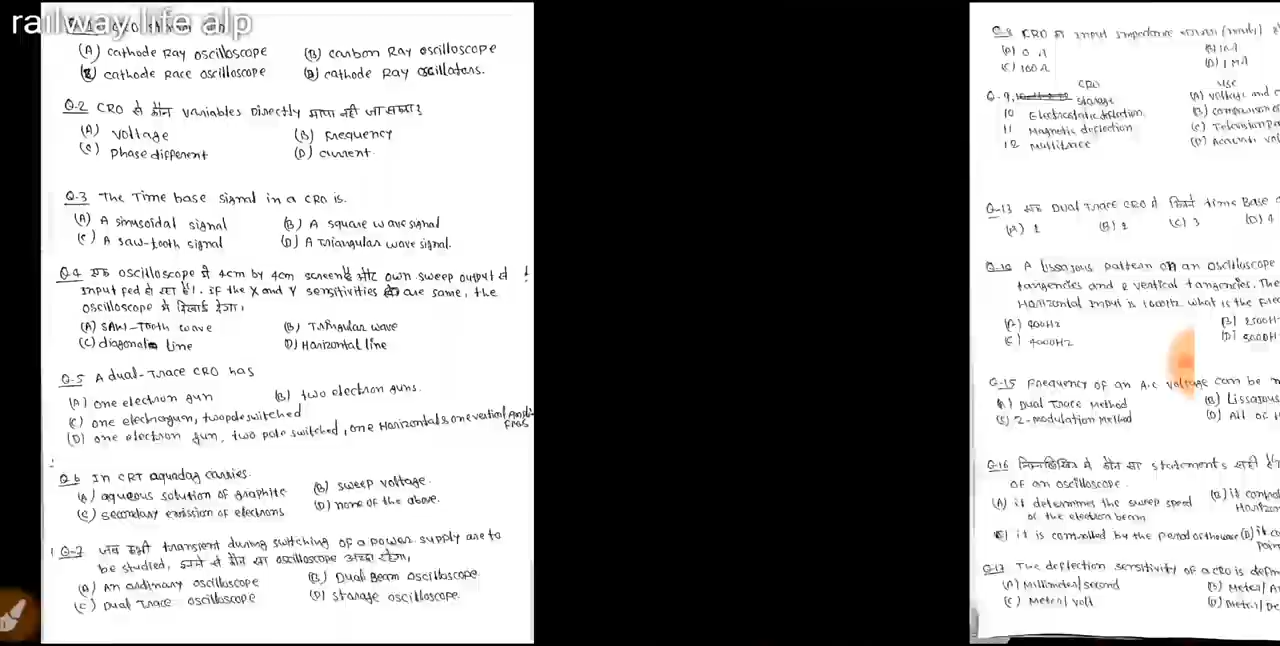 railway life alp
(A) cathode Ray oscilloscope (B) carbon Ray oscilloscope
(C) cathode Race oscilloscope (D) cathode Ray oscillators.
Q.2 CRO से कौन variables Directly मापा नही जा सकता?
(A) voltage (B) Frequency
(C) phase different (D) current.
Q.3 The Time base signal in a CRO is.
(A) A sinusoidal signal (B) A square wave signal
(C) A saw-tooth signal (D) A Triangular wave signal.
Q.4 एक oscilloscope में 4cm by 4cm screen है और own sweep output से
input fed हो रहा है। If the X and Y sensitivities are same, the
oscilloscope में दिखाई देगा।
(A) SAW-Tooth wave (B) Triangular wave
(C) diagonal line (D) Horizontal line
Q.5 A dual-Trace CRO has
(A) one electron gun (B) two electron guns.
(C) one electron gun, two pole switched
(D) one electron gun, two pole switched, one Horizontal & one vertical
Q.6 In CRT aquadag carries.
(A) aqueous solution of graphite (B) sweep voltage.
(C) secondary emission of electrons (D) none of the above.
Q.7 जब कभी transient during switching of a power supply are to
be studied, इनमे से कौन सा oscilloscope अच्छा रहेगा,
(A) An ordinary oscilloscope (B) Dual Beam oscilloscope
(C) Dual Trace oscilloscope (D) storage oscilloscope.
Q.8 CRO का input impedance
(A) 0 Ω
(C) 100 Ω (D) 1 MΩ
CRO Use
Q.9, storage (A) voltage and
10 Electrostatic deflection (B) comparison of
11 Magnetic deflection (C) Television
12 Multitrace (D)
Q-13 एक Dual Trace CRO में कितने time Base
(A) 1 (B) 2 (C) 3 (D) 4
A lissajous pattern on an oscilloscope
tangencies and 2 vertical tangencies. The
Horizontal input is 1000Hz what is the
(A) 400Hz (B) 2500Hz
(C) 4000Hz (D) 5000H
Q-15 Frequency of an A.C voltage can be
(A) Dual Trace Method (B) Lissajous
(C) Z-modulation Method (D) All of
Q-16 निम्नलिखित में कौन सा statements सही है
of an oscilloscope.
(A) it determines the sweep speed (B) it control
of the electron beam
(C) it is controlled by the period of (D) it
Q.17 The deflection sensitivity of a CRO is
(A) Millimeter/second (B) Meter/
(C) Meter/volt (D) Meter/